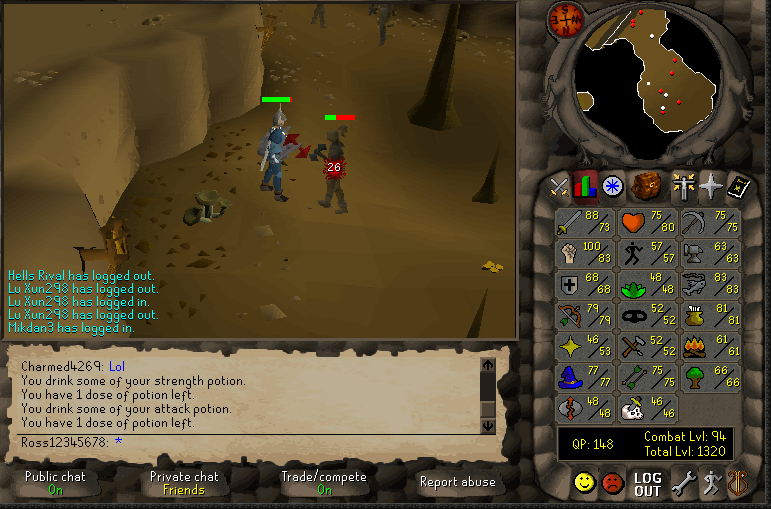 26
Hells Rival has logged out.
Lu Xun298 has logged out.
Lu Xun298 has logged in.
Lu Xun298 has logged out.
Mikdan3 has logged in.
Charmed4269: Lol
You drink some of your strength potion.
You have 1 dose of potion left.
You drink some of your attack potion.
You have 1 dose of potion left.
Ross12345678: *
Public chat
On
Private chat
Friends
Trade/compete
On
Report abuse
88/73 75/80 75/75
100/83 57/57 63/63
68/68 48/48 83/83
79/79 52/52 81/81
46/53 52/52 61/61
77/77 75/75 66/66
48/48 46/46
QP: 148
Combat Lvl: 94
Total Lvl: 1320
LOG
OUT